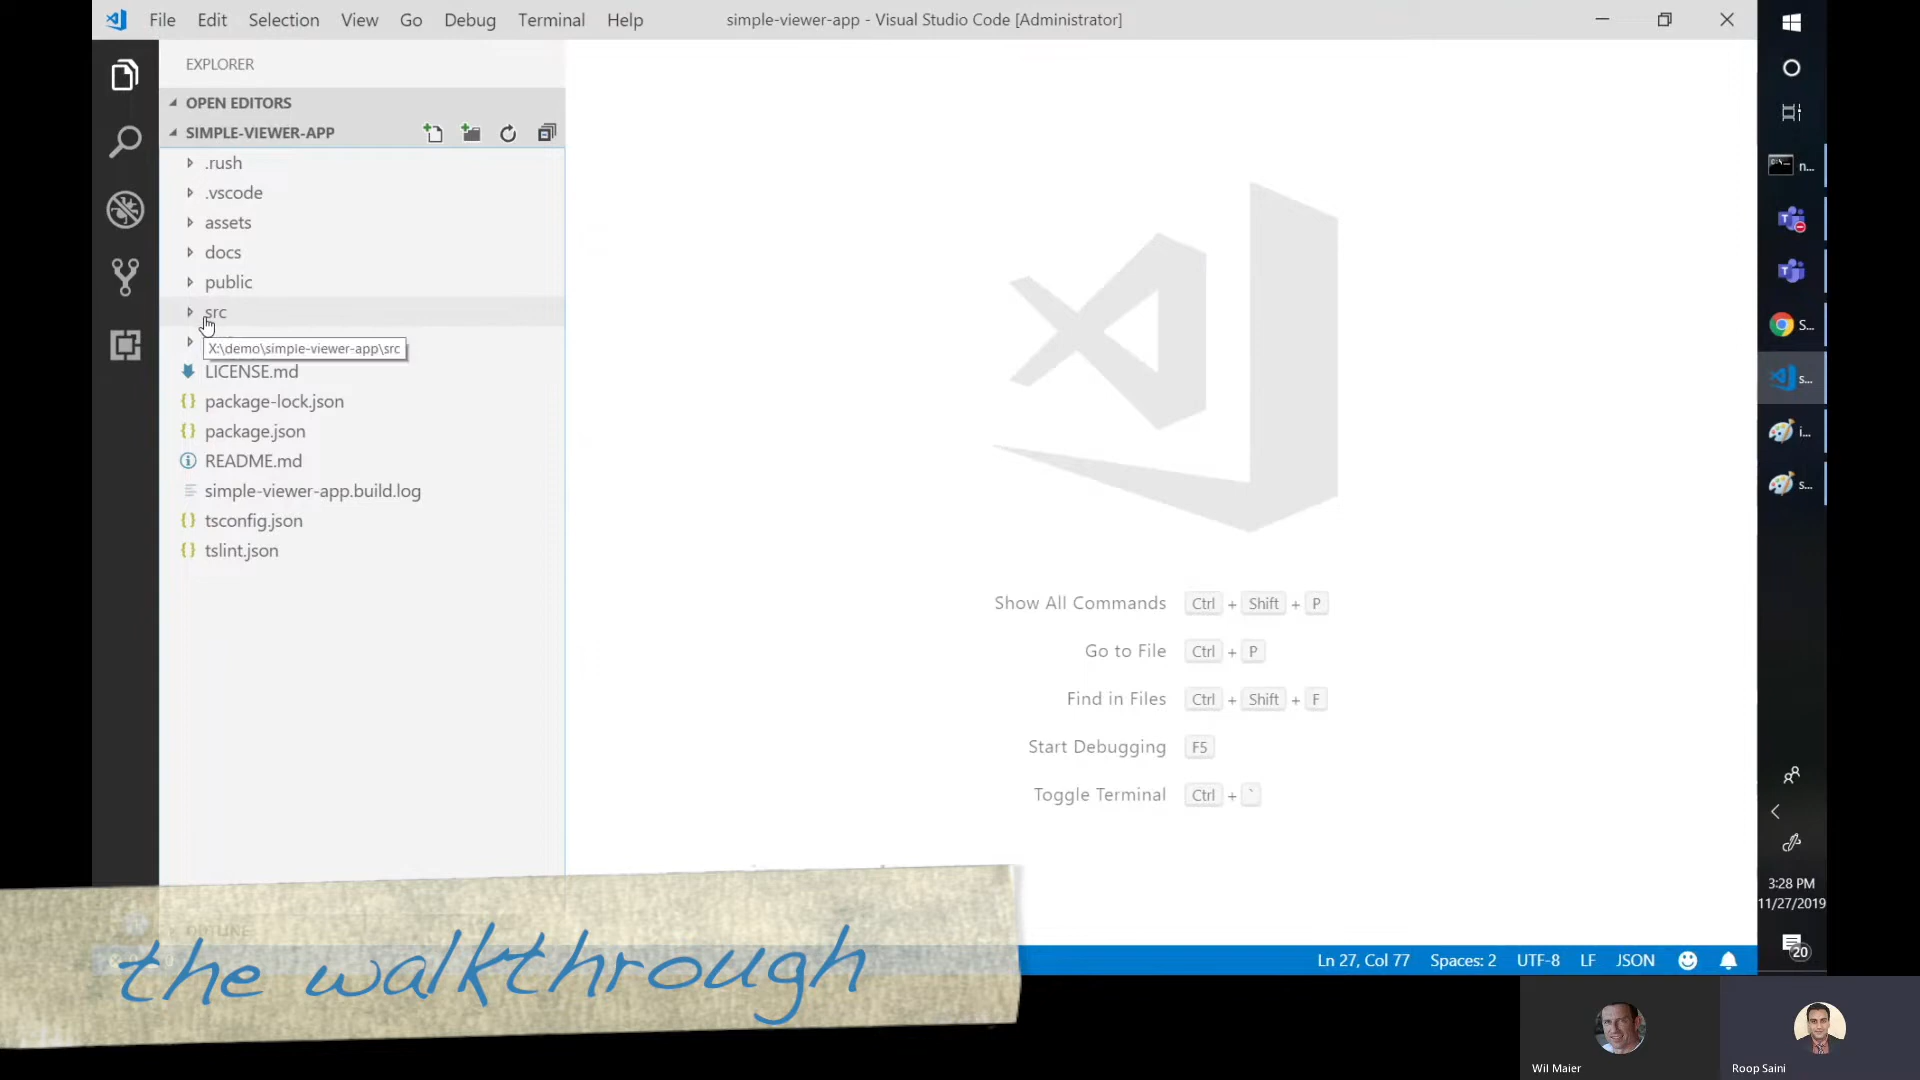 File Edit Selection View Go Debug Terminal Help
simple-viewer-app - Visual Studio Code [Administrator]
EXPLORER
OPEN EDITORS
SIMPLE-VIEWER-APP
.rush
.vscode
assets
docs
public
src
X:\demo\simple-viewer-app\src
LICENSE.md
{} package-lock.json
{} package.json
README.md
simple-viewer-app.build.log
{} tsconfig.json
{} tslint.json
Show All Commands Ctrl + Shift + P
Go to File Ctrl + P
Find in Files Ctrl + Shift + F
Start Debugging F5
Toggle Terminal Ctrl + `
OUTLINE
the walkthrough
Ln 27, Col 77 Spaces: 2 UTF-8 LF JSON
n...
S...
s...
i...
s...
3:28 PM
11/27/2019
20
Wil Maier
Roop Saini